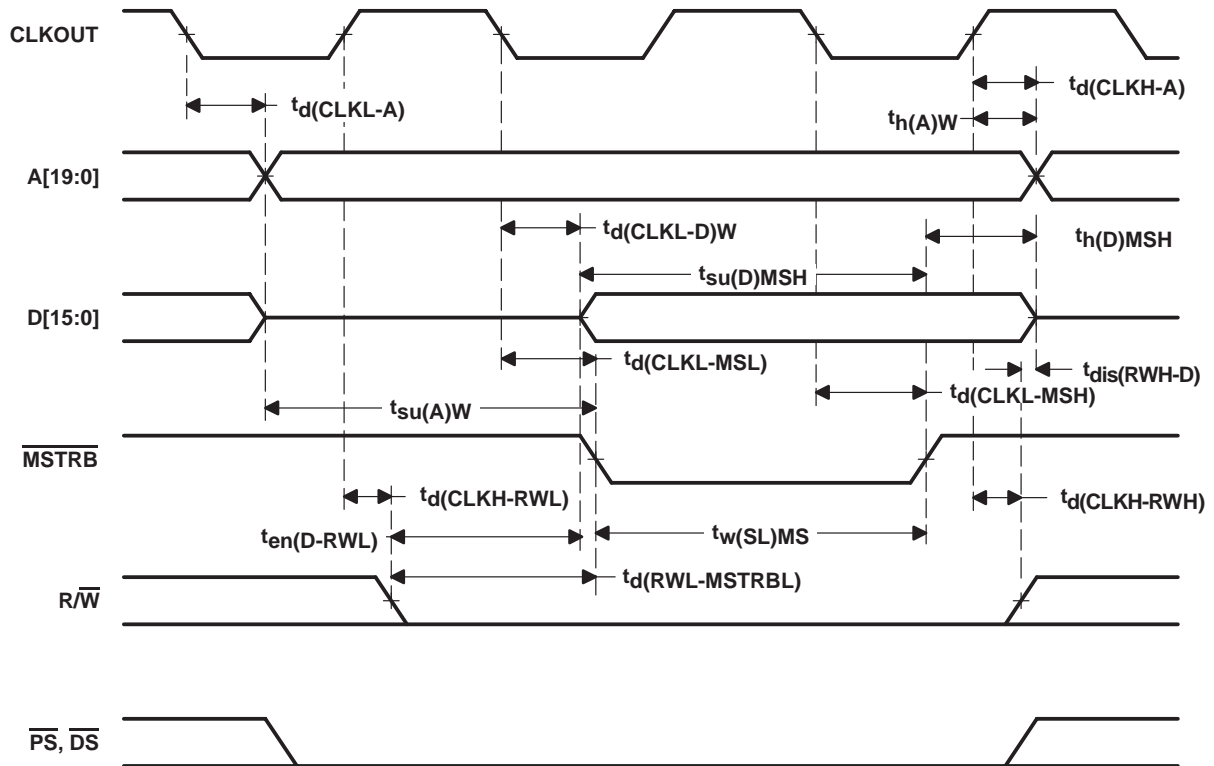 CLKOUT
td(CLKL-A)
td(CLKH-A)
th(A)W
A[19:0]
td(CLKL-D)W
th(D)MSH
tsu(D)MSH
D[15:0]
td(CLKL-MSL)
tdis(RWH-D)
td(CLKL-MSH)
tsu(A)W
MSTRB
td(CLKH-RWL)
td(CLKH-RWH)
ten(D-RWL)
tw(SL)MS
td(RWL-MSTRBL)
R/W
PS, DS